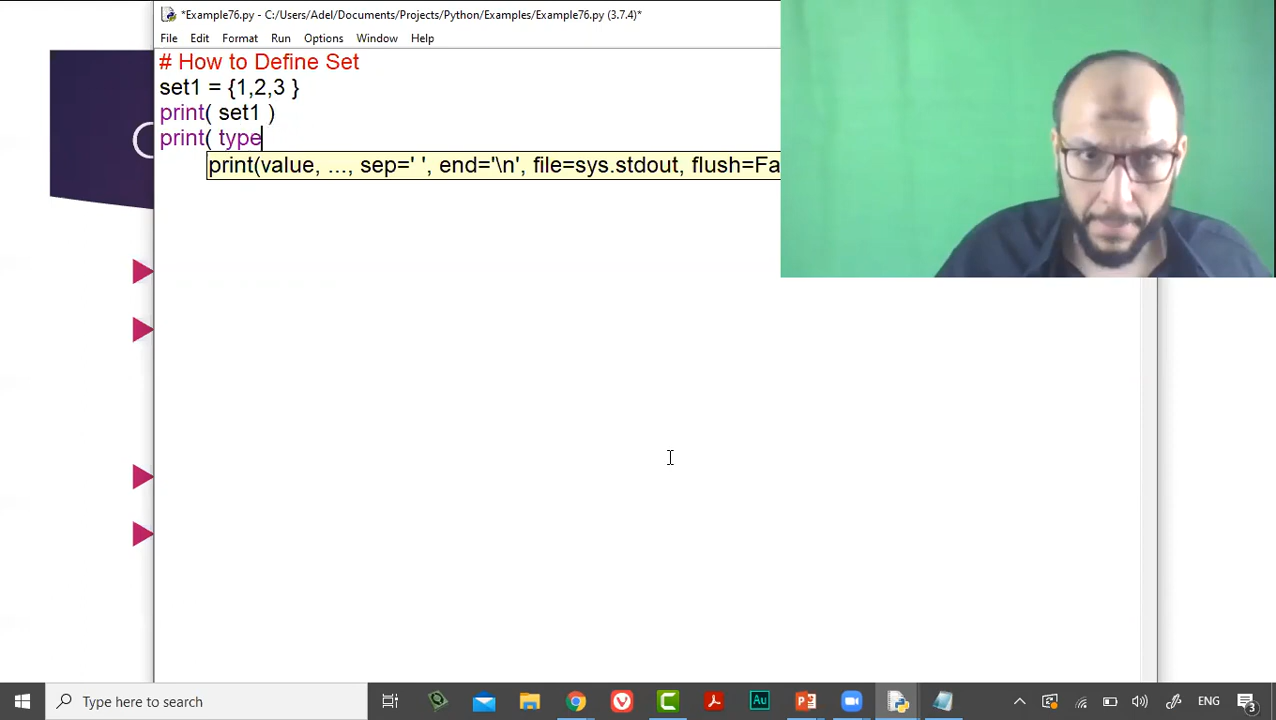 *Example76.py - C:/Users/Adel/Documents/Projects/Python/Examples/Example76.py (3.7.4)*
File Edit Format Run Options Window Help
# How to Define Set
set1 = {1,2,3 }
print( set1 )
print( type
print(value, ..., sep=' ', end='\n', file=sys.stdout, flush=Fa
Type here to search
Au
ENG
3